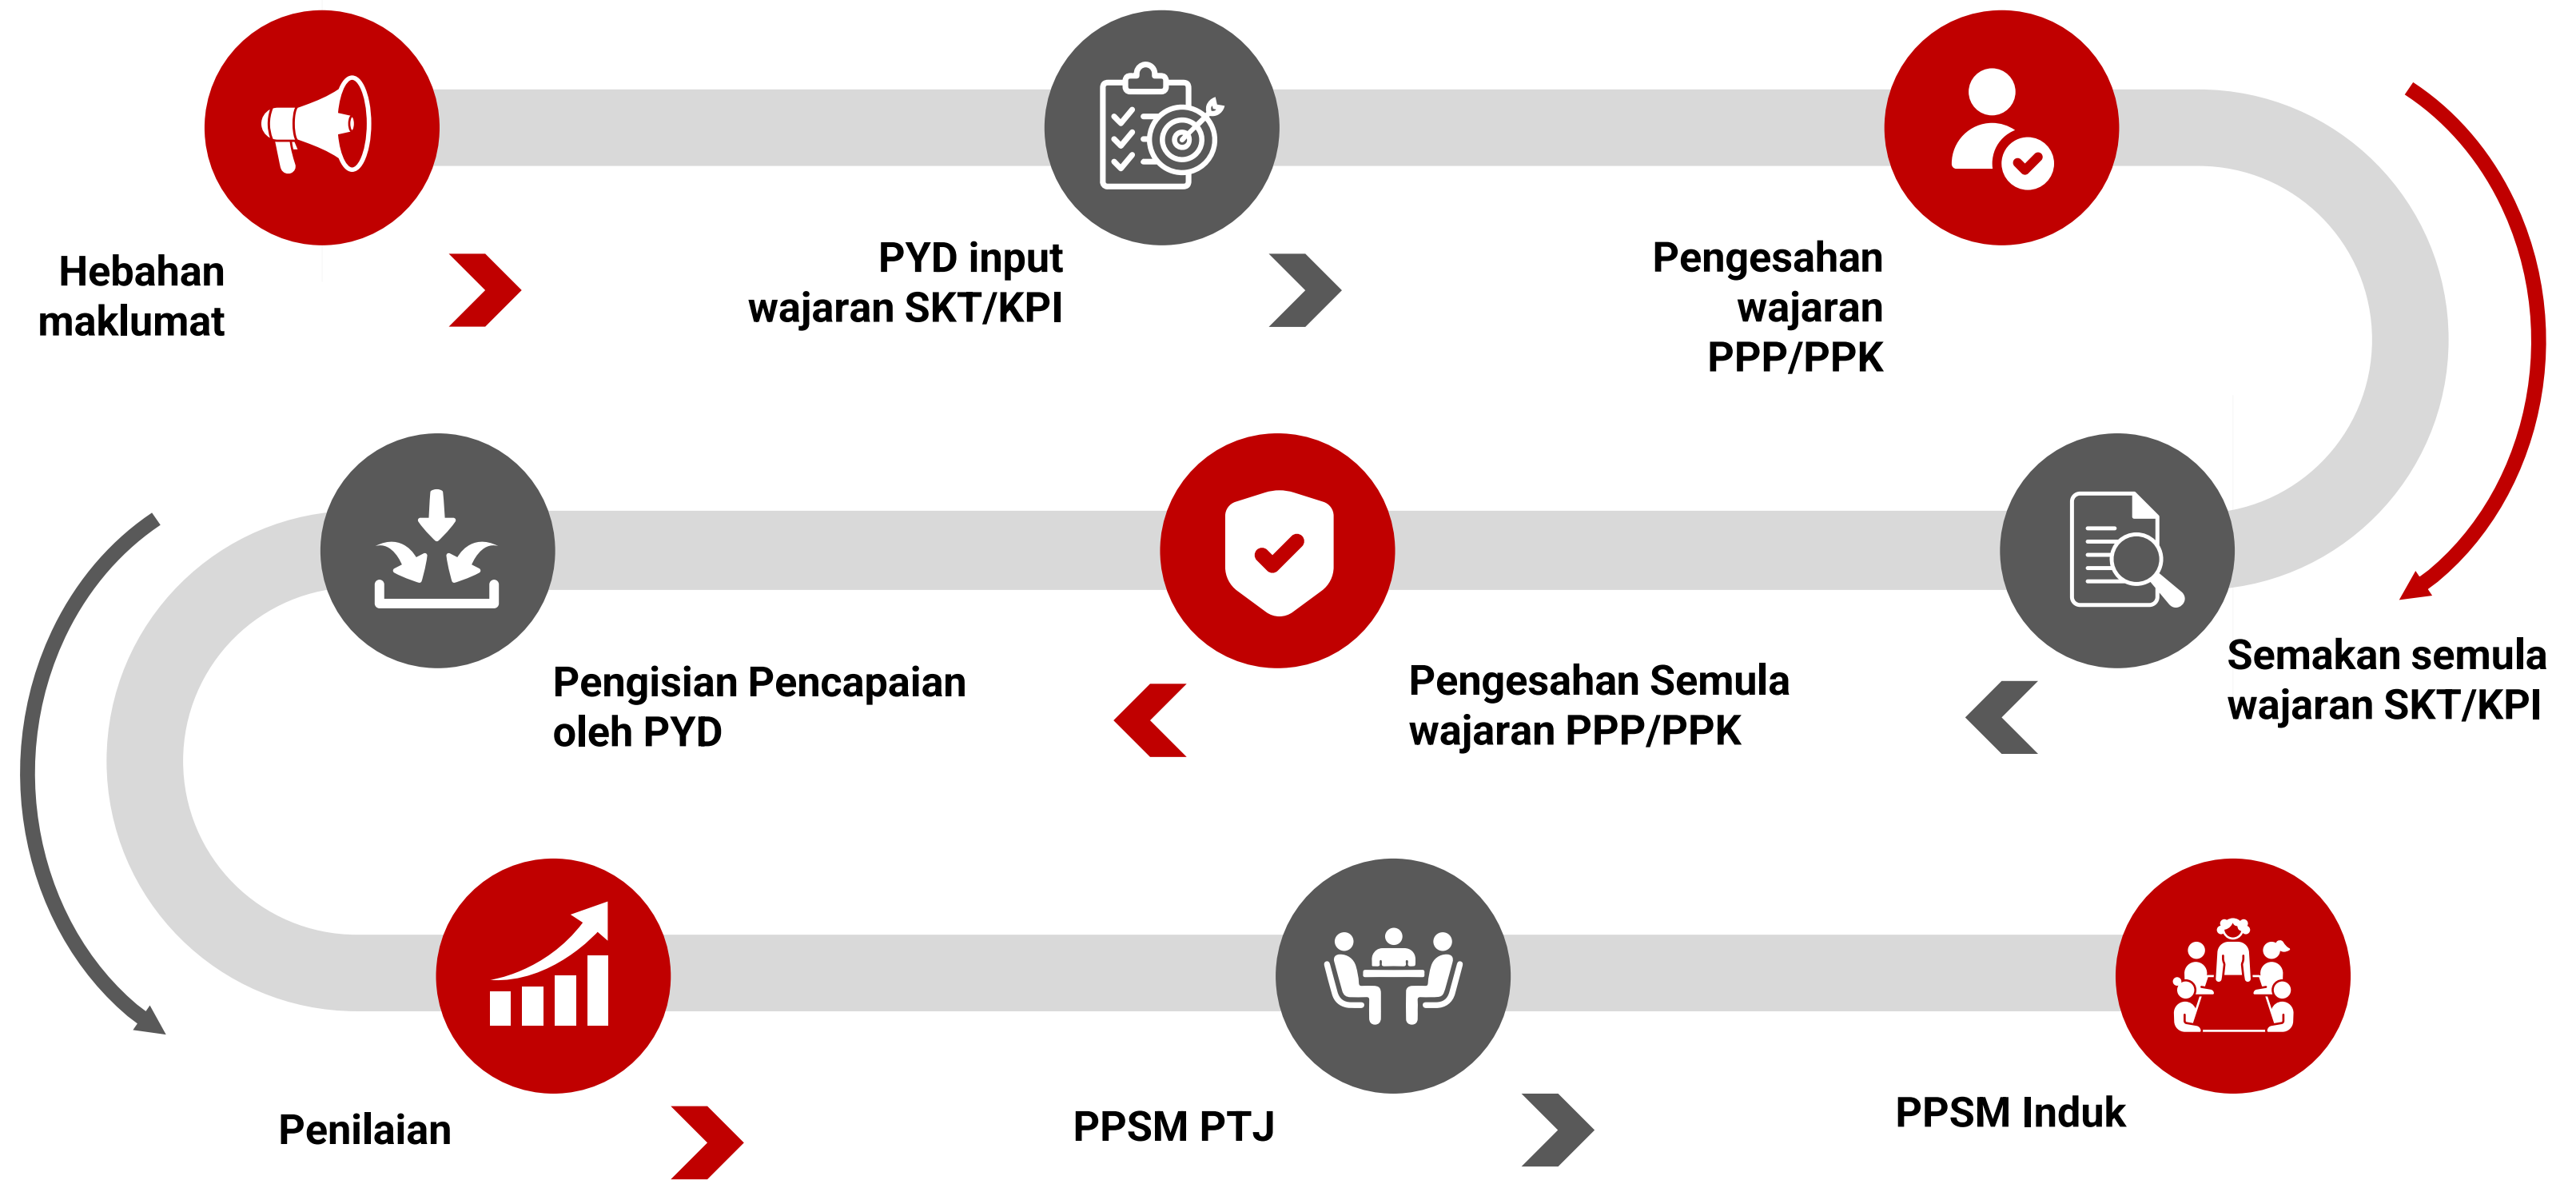 Hebahan
maklumat
PYD input
wajaran SKT/KPI
Pengesahan
wajaran
PPP/PPK
Semakan semula
wajaran SKT/KPI
Pengesahan Semula
wajaran PPP/PPK
Pengisian Pencapaian
oleh PYD
Penilaian
PPSM PTJ
PPSM Induk